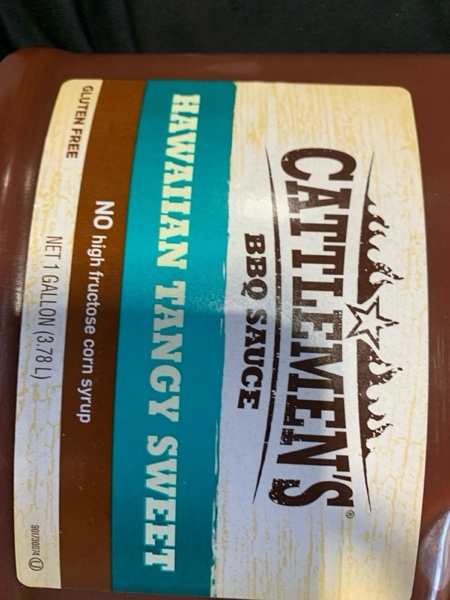 CATTLEMEN'S®
BBQ SAUCE
HAWAIIAN TANGY SWEET
NO high fructose corn syrup
GLUTEN FREE
NET 1 GALLON (3.78 L)